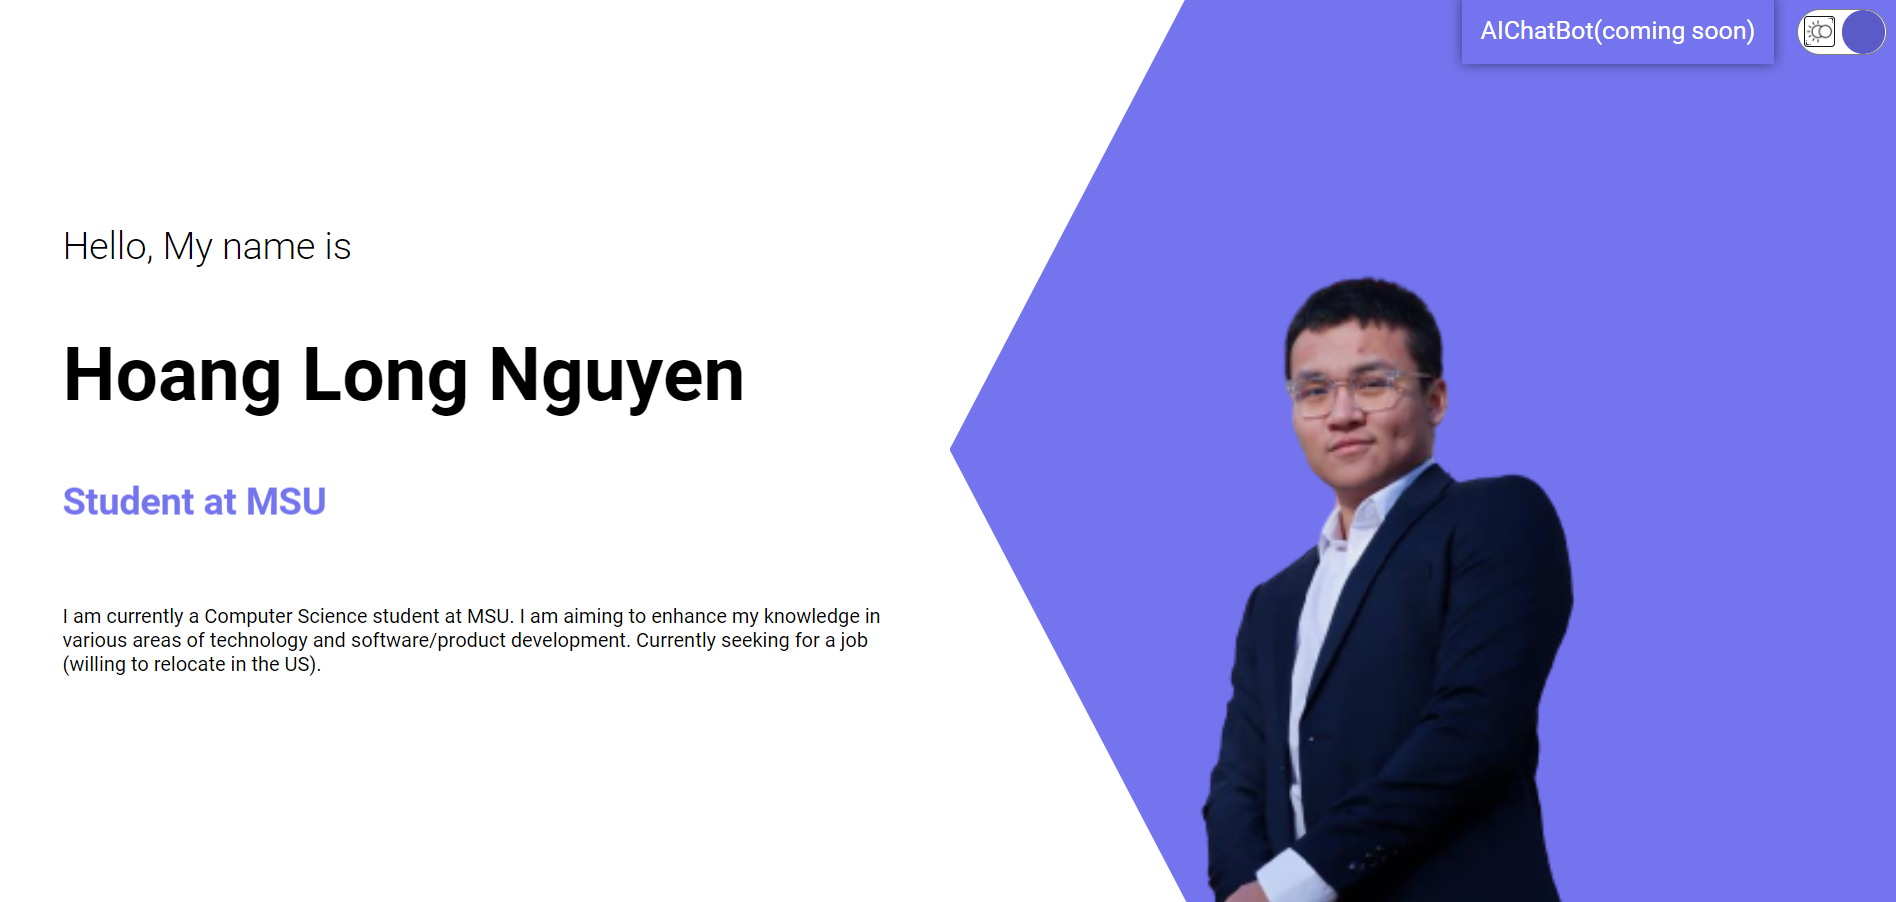 AIChatBot(coming soon)
Hello, My name is
Hoang Long Nguyen
Student at MSU
I am currently a Computer Science student at MSU. I am aiming to enhance my knowledge in
various areas of technology and software/product development. Currently seeking for a job
(willing to relocate in the US).